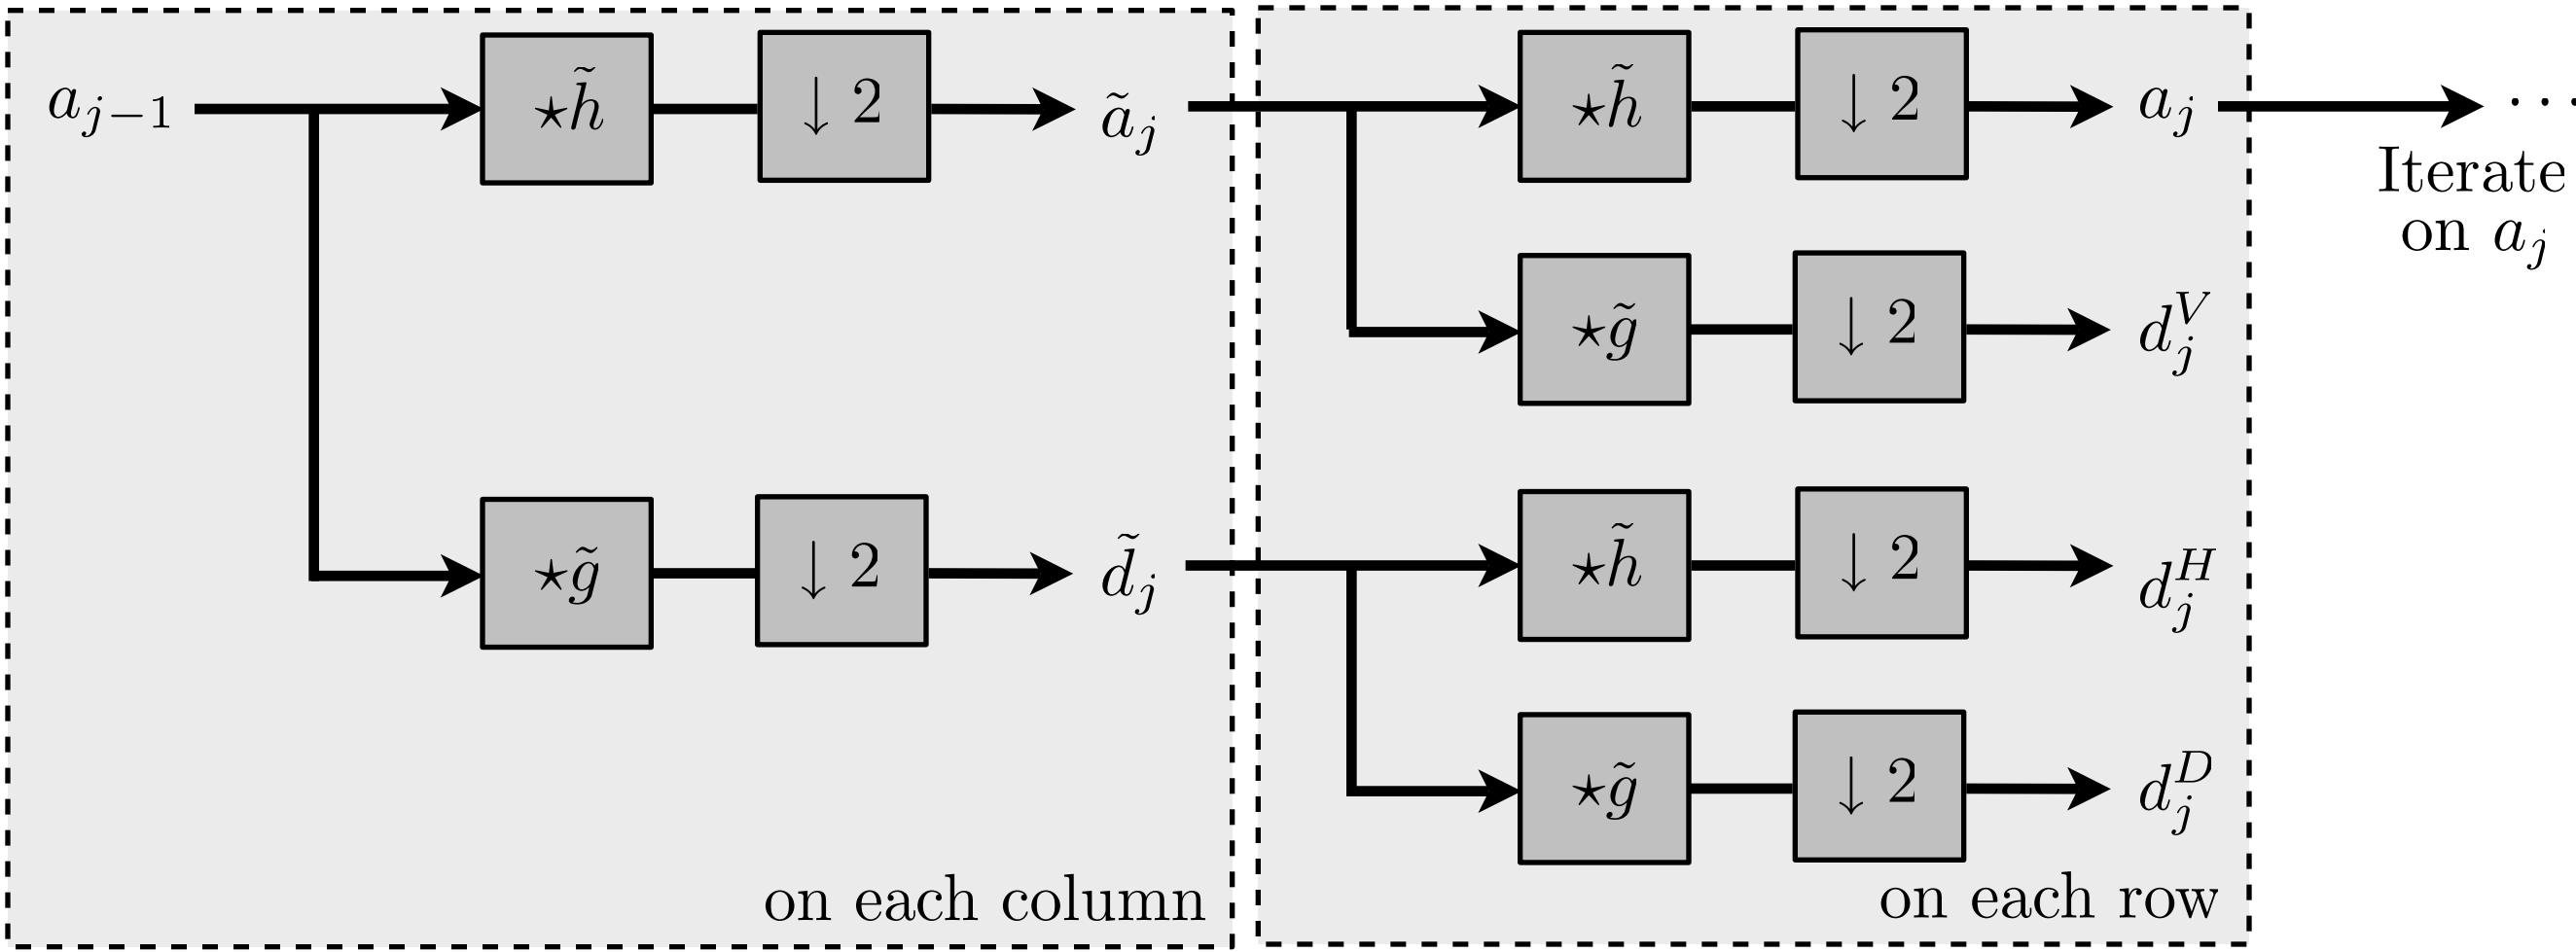 a_{j−1} ⋆h̃ ↓ 2 ã_j ⋆h̃ ↓ 2 a_j ⋯
Iterate
on a_j
⋆g̃ ↓ 2 d_j^V
⋆g̃ ↓ 2 d̃_j ⋆h̃ ↓ 2 d_j^H
⋆g̃ ↓ 2 d_j^D
on each column
on each row